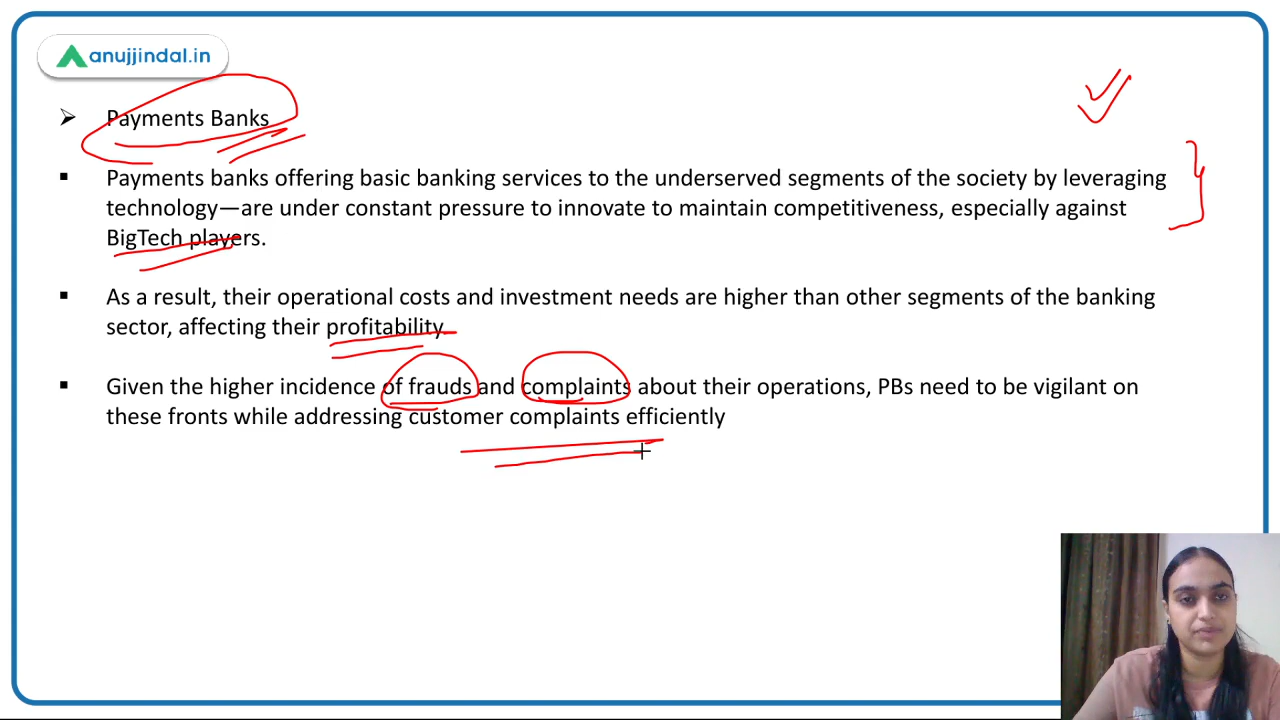 anujjindal.in
Payments Banks
Payments banks offering basic banking services to the underserved segments of the society by leveraging
technology—are under constant pressure to innovate to maintain competitiveness, especially against
BigTech players.
As a result, their operational costs and investment needs are higher than other segments of the banking
sector, affecting their profitability.
Given the higher incidence of frauds and complaints about their operations, PBs need to be vigilant on
these fronts while addressing customer complaints efficiently